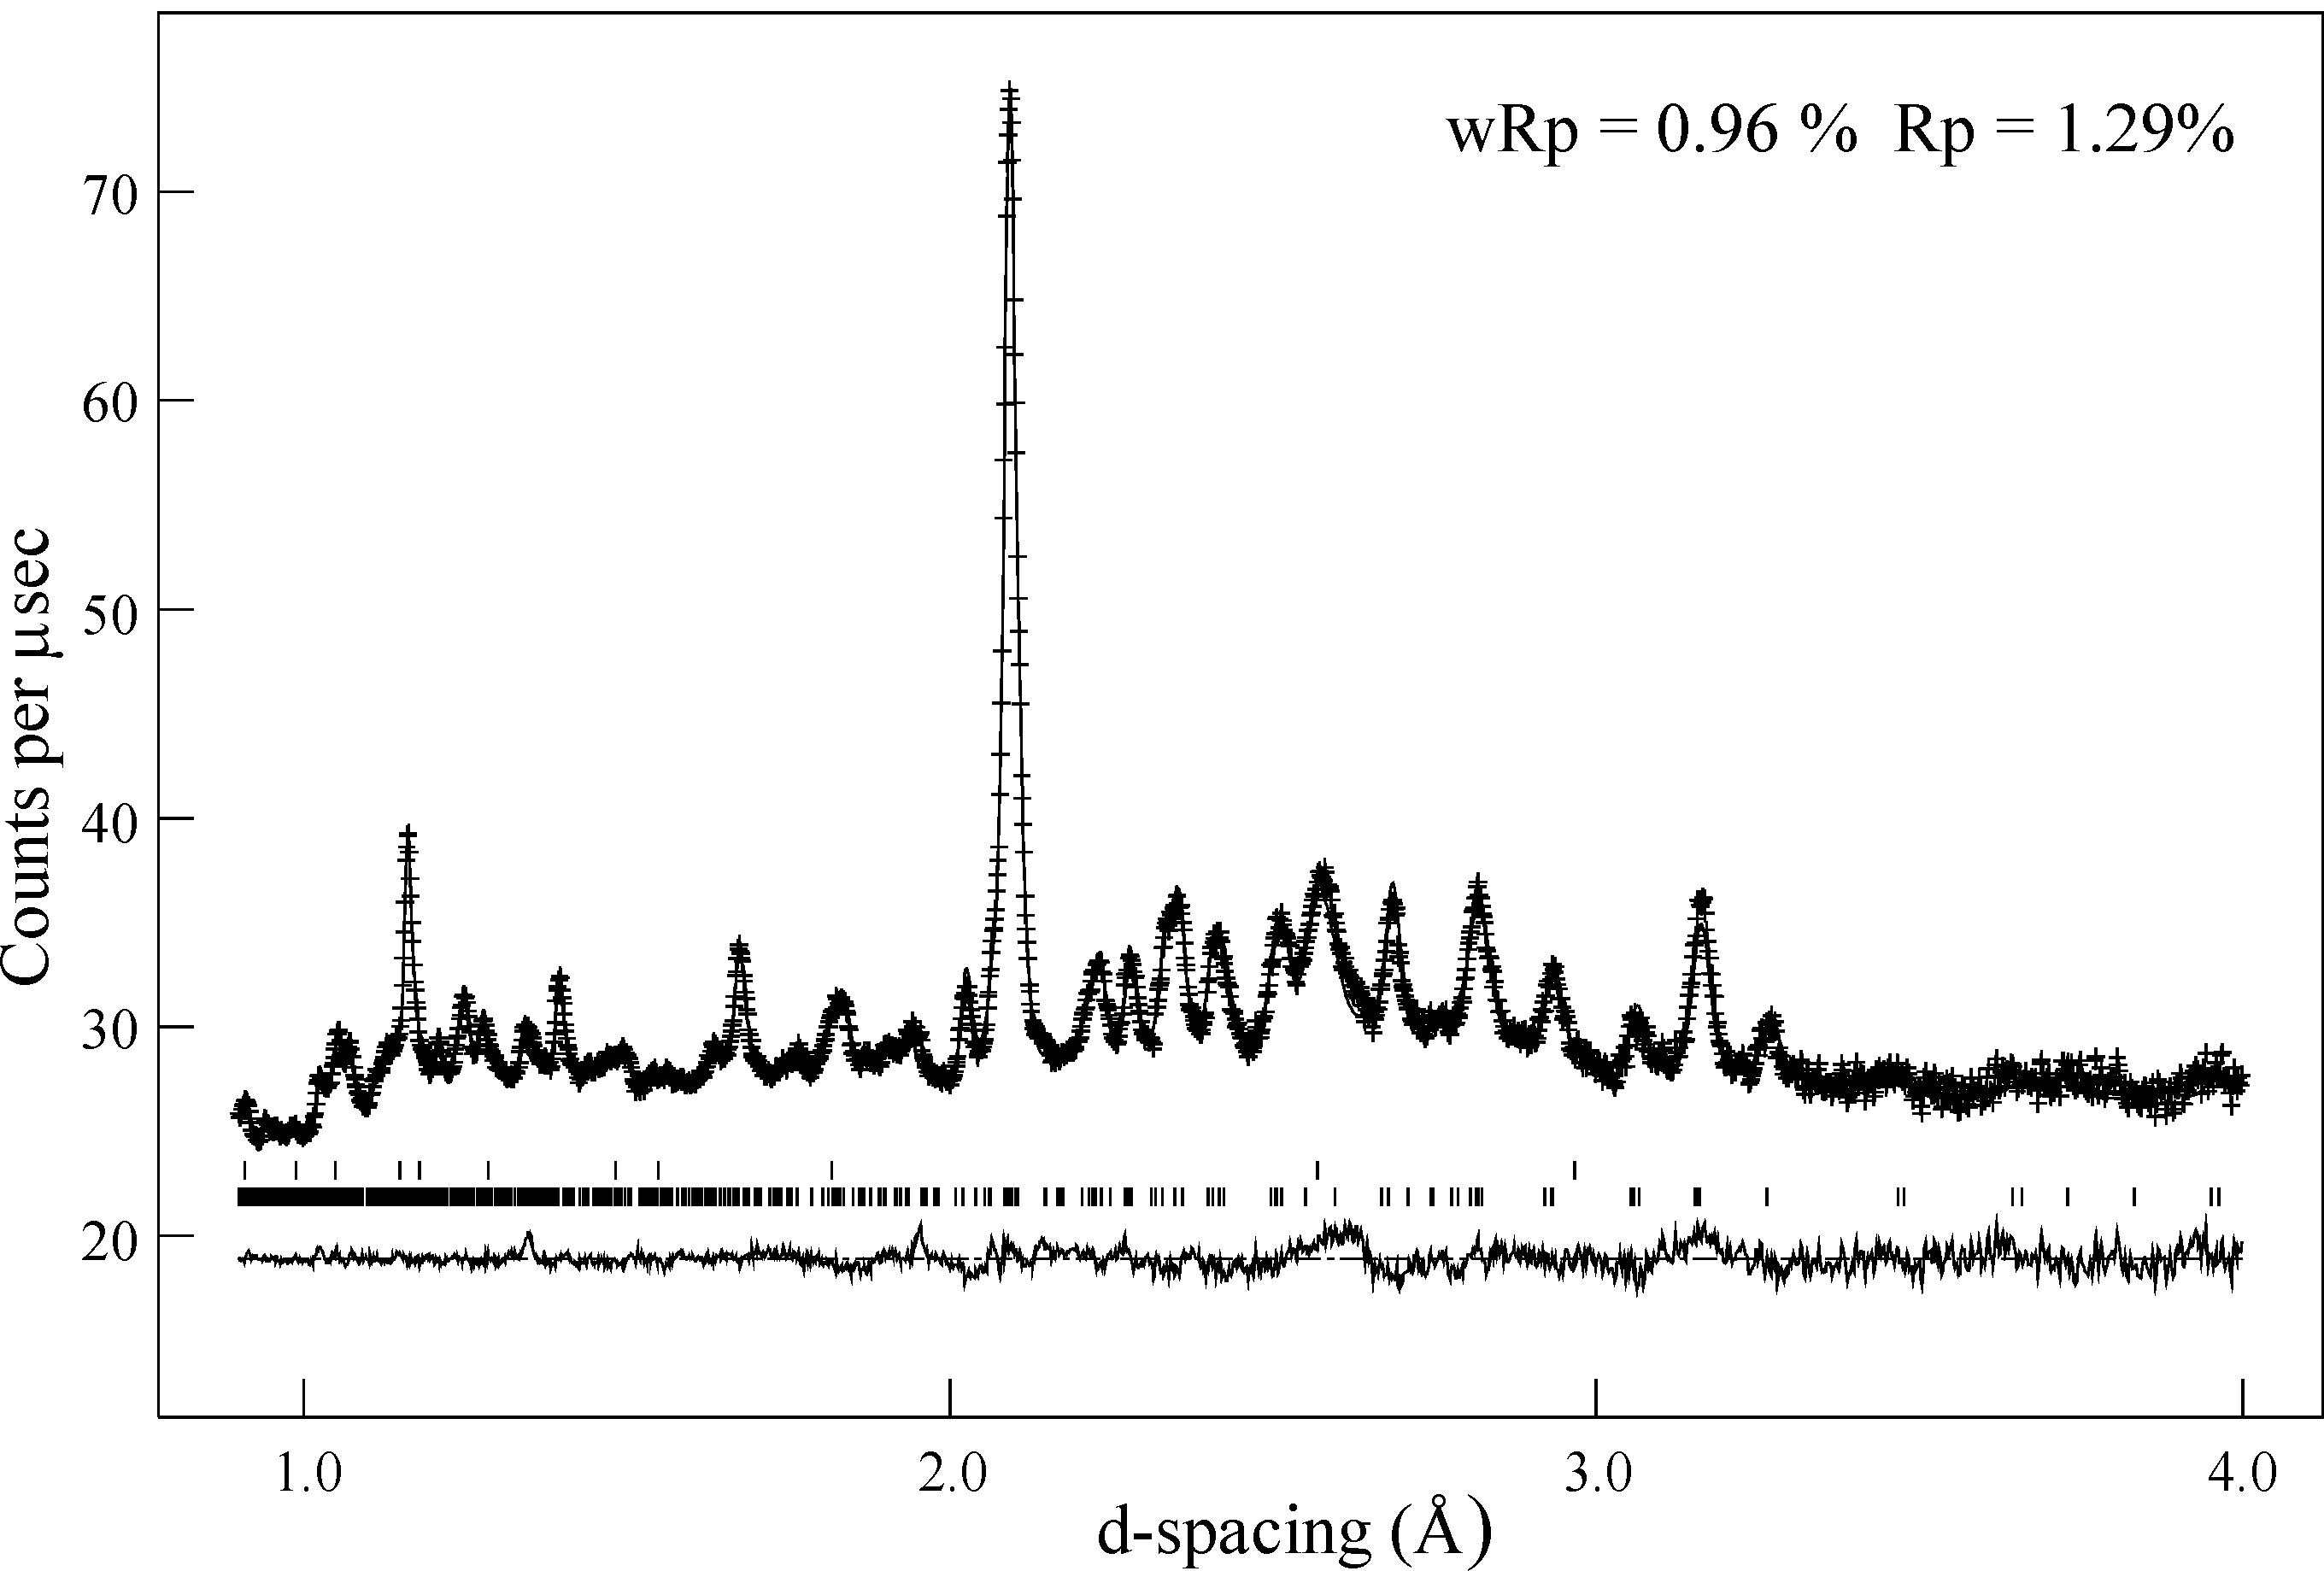 wRp = 0.96 % Rp = 1.29%
70
60
50
40
30
20
Counts per μsec
1.0 2.0 3.0 4.0
d-spacing (Å)